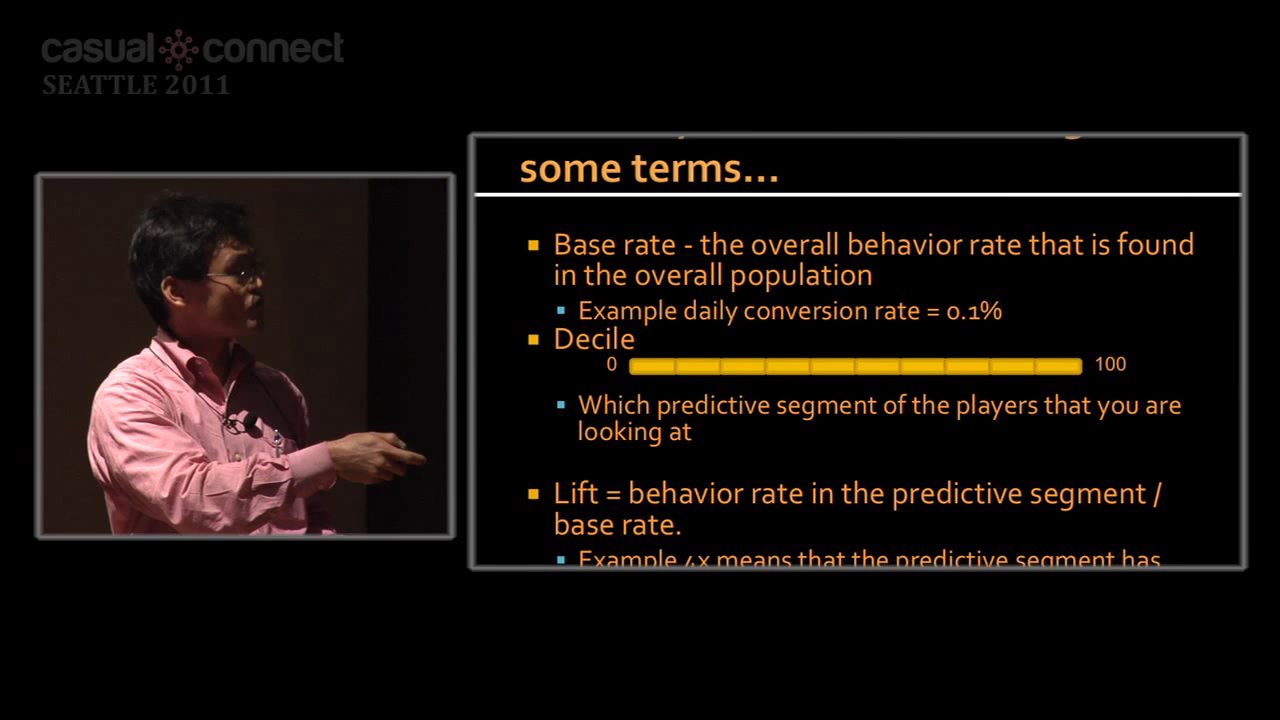 casual connect
SEATTLE 2011
some terms...
Base rate - the overall behavior rate that is found
in the overall population
Example daily conversion rate = 0.1%
Decile
0 100
Which predictive segment of the players that you are
looking at
Lift = behavior rate in the predictive segment /
base rate.
Example 4x means that the predictive segment has